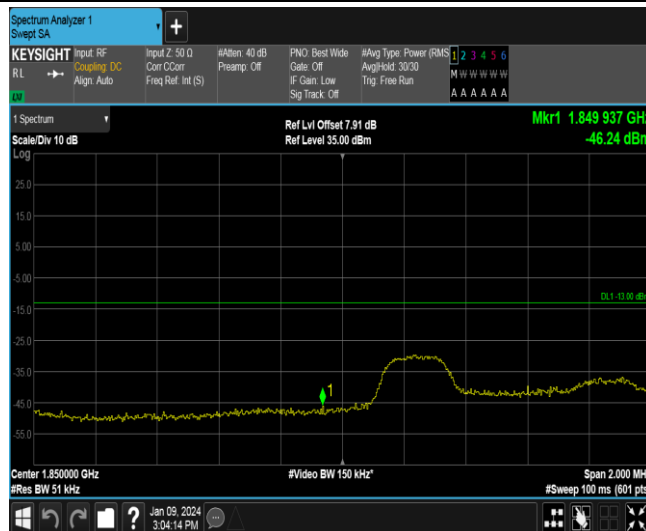 Spectrum Analyzer 1
Swept SA
+
KEYSIGHT
RL
Input: RF
Coupling: DC
Align: Auto
Input Z: 50 Ω
Corr CCorr
Freq Ref: Int (S)
#Atten: 40 dB
Preamp: Off
PNO: Best Wide
Gate: Off
IF Gain: Low
Sig Track: Off
#Avg Type: Power (RMS
Avg|Hold: 30/30
Trig: Free Run
1 2 3 4 5 6
M W W W W W
A A A A A A
1 Spectrum
Scale/Div 10 dB
Log
Ref Lvl Offset 7.91 dB
Ref Level 35.00 dBm
Mkr1 1.849 937 GHz
-46.24 dBm
25.0
15.0
5.00
-5.00
-15.0
-25.0
-35.0
-45.0
-55.0
DL1 -13.00 dBm
1
Center 1.850000 GHz
#Res BW 51 kHz
#Video BW 150 kHz*
Span 2.000 MH
#Sweep 100 ms (601 pts
?
Jan 09, 2024
3:04:14 PM